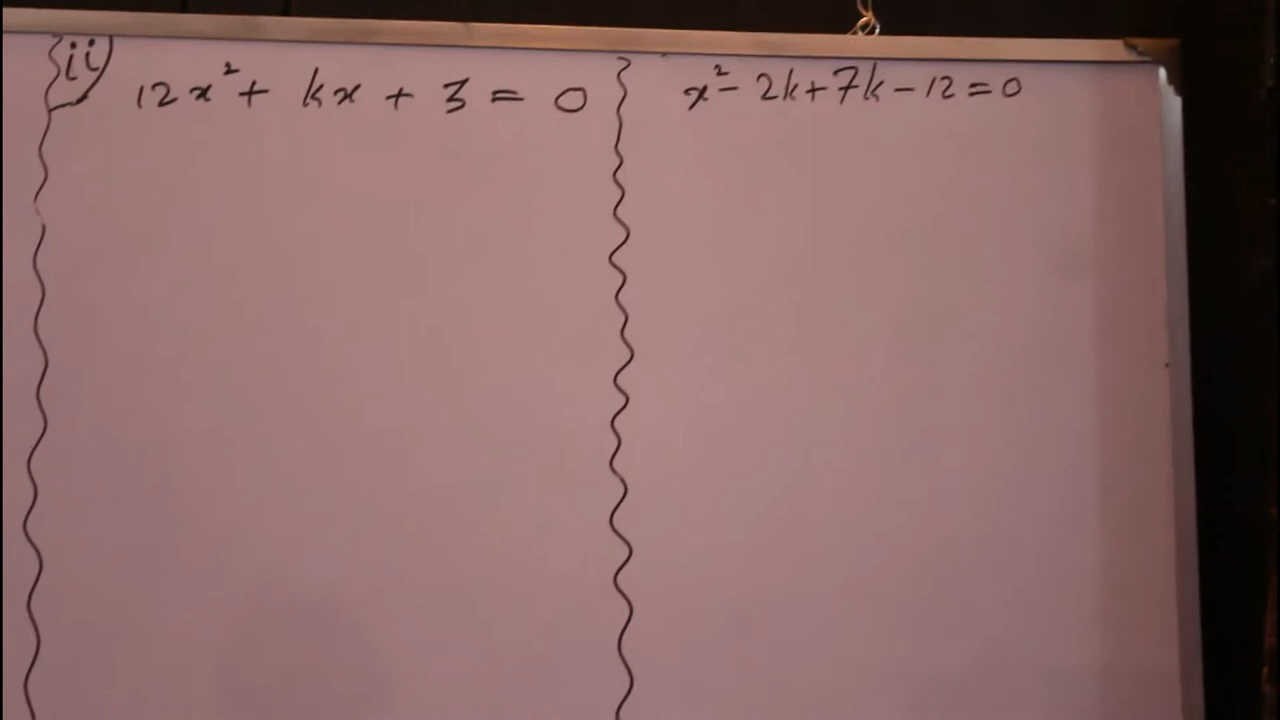 ii) 12x² + kx + 3 = 0
x² - 2k + 7k - 12 = 0